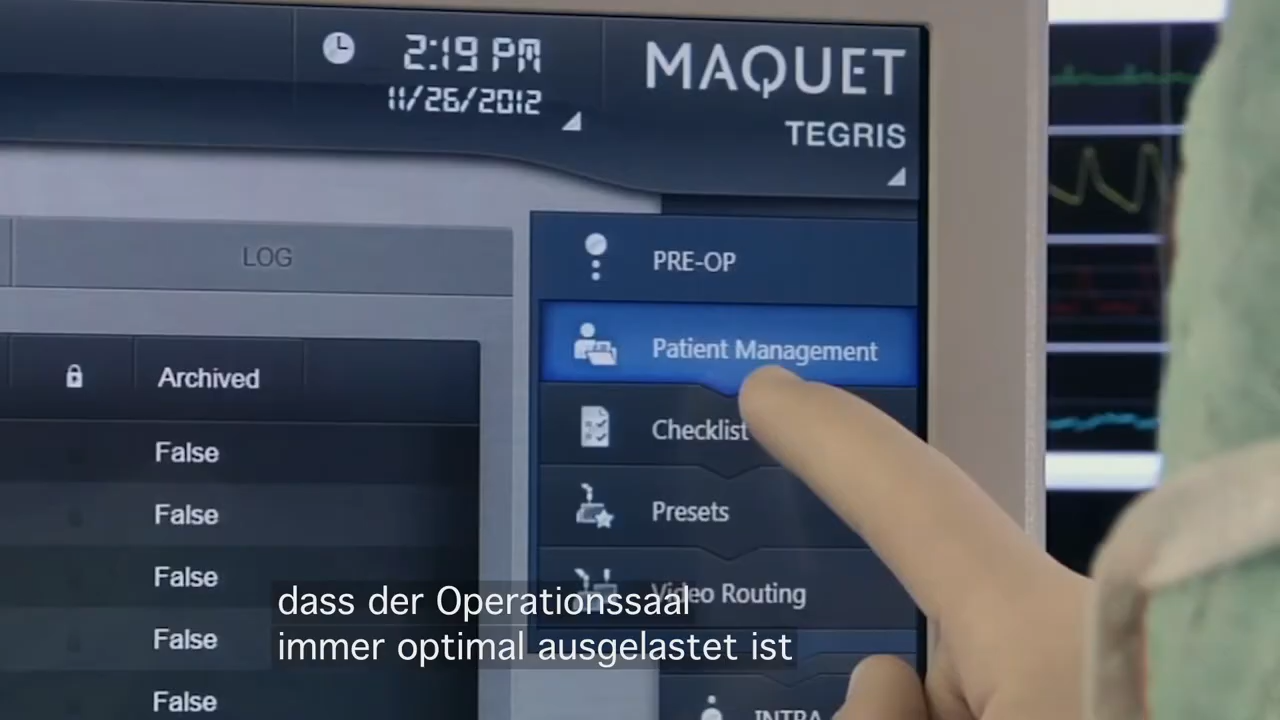 2:19 PM
11/26/2012
MAQUET
TEGRIS
LOG
PRE-OP
Patient Management
Checklist
Presets
Video Routing
INTRA
Archived
False
False
False
False
False
dass der Operationssaal
immer optimal ausgelastet ist